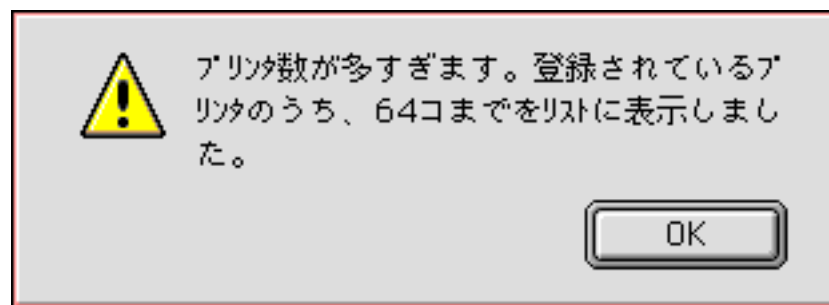 プリンタ数が多すぎます。登録されているプ
リンタのうち、64コまでをリストに表示しまし
た。
OK